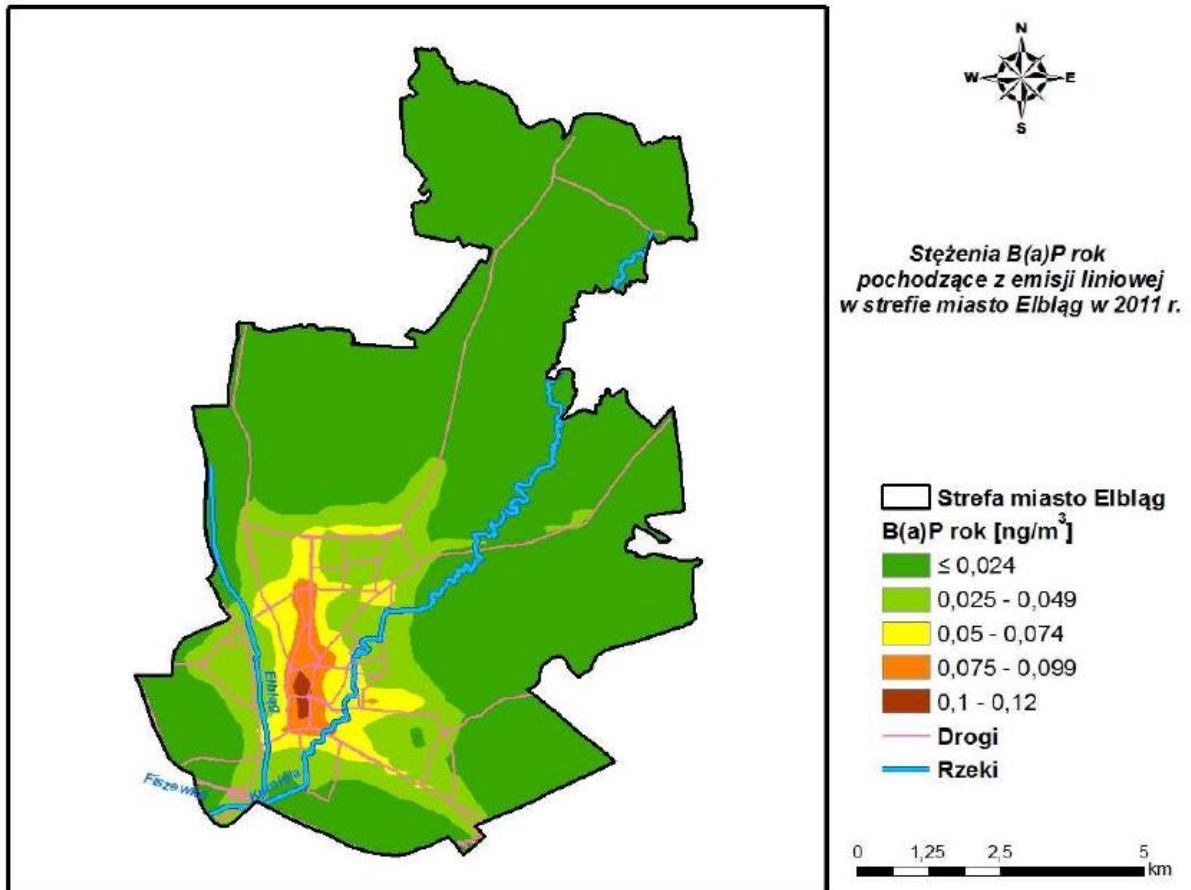 N
W E
S
Stężenia B(a)P rok
pochodzące z emisji liniowej
w strefie miasto Elbląg w 2011 r.
Strefa miasto Elbląg
B(a)P rok [ng/m³]
≤ 0,024
0,025 - 0,049
0,05 - 0,074
0,075 - 0,099
0,1 - 0,12
Drogi
Rzeki
0 1,25 2,5 5
km
Elbląg